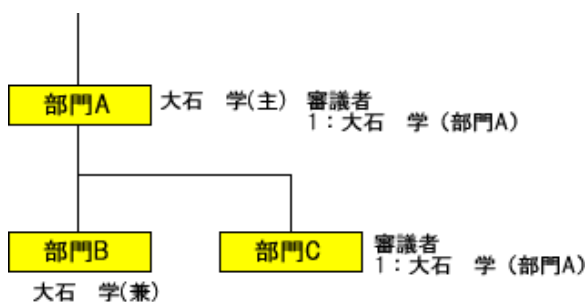 部門A
大石　学(主)　審議者
1：大石　学（部門A）
部門B
部門C
審議者
1：大石　学（部門A）
大石　学(兼)